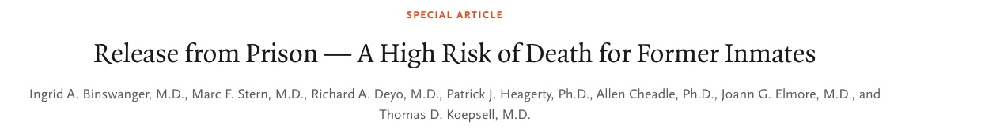 SPECIAL ARTICLE
Release from Prison — A High Risk of Death for Former Inmates
Ingrid A. Binswanger, M.D., Marc F. Stern, M.D., Richard A. Deyo, M.D., Patrick J. Heagerty, Ph.D., Allen Cheadle, Ph.D., Joann G. Elmore, M.D., and
Thomas D. Koepsell, M.D.